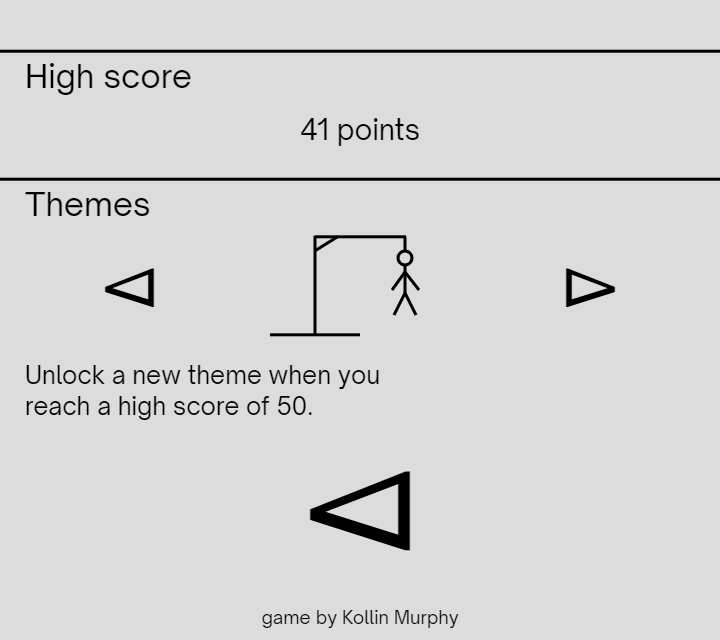 High score
41 points
Themes
Unlock a new theme when you
reach a high score of 50.
game by Kollin Murphy